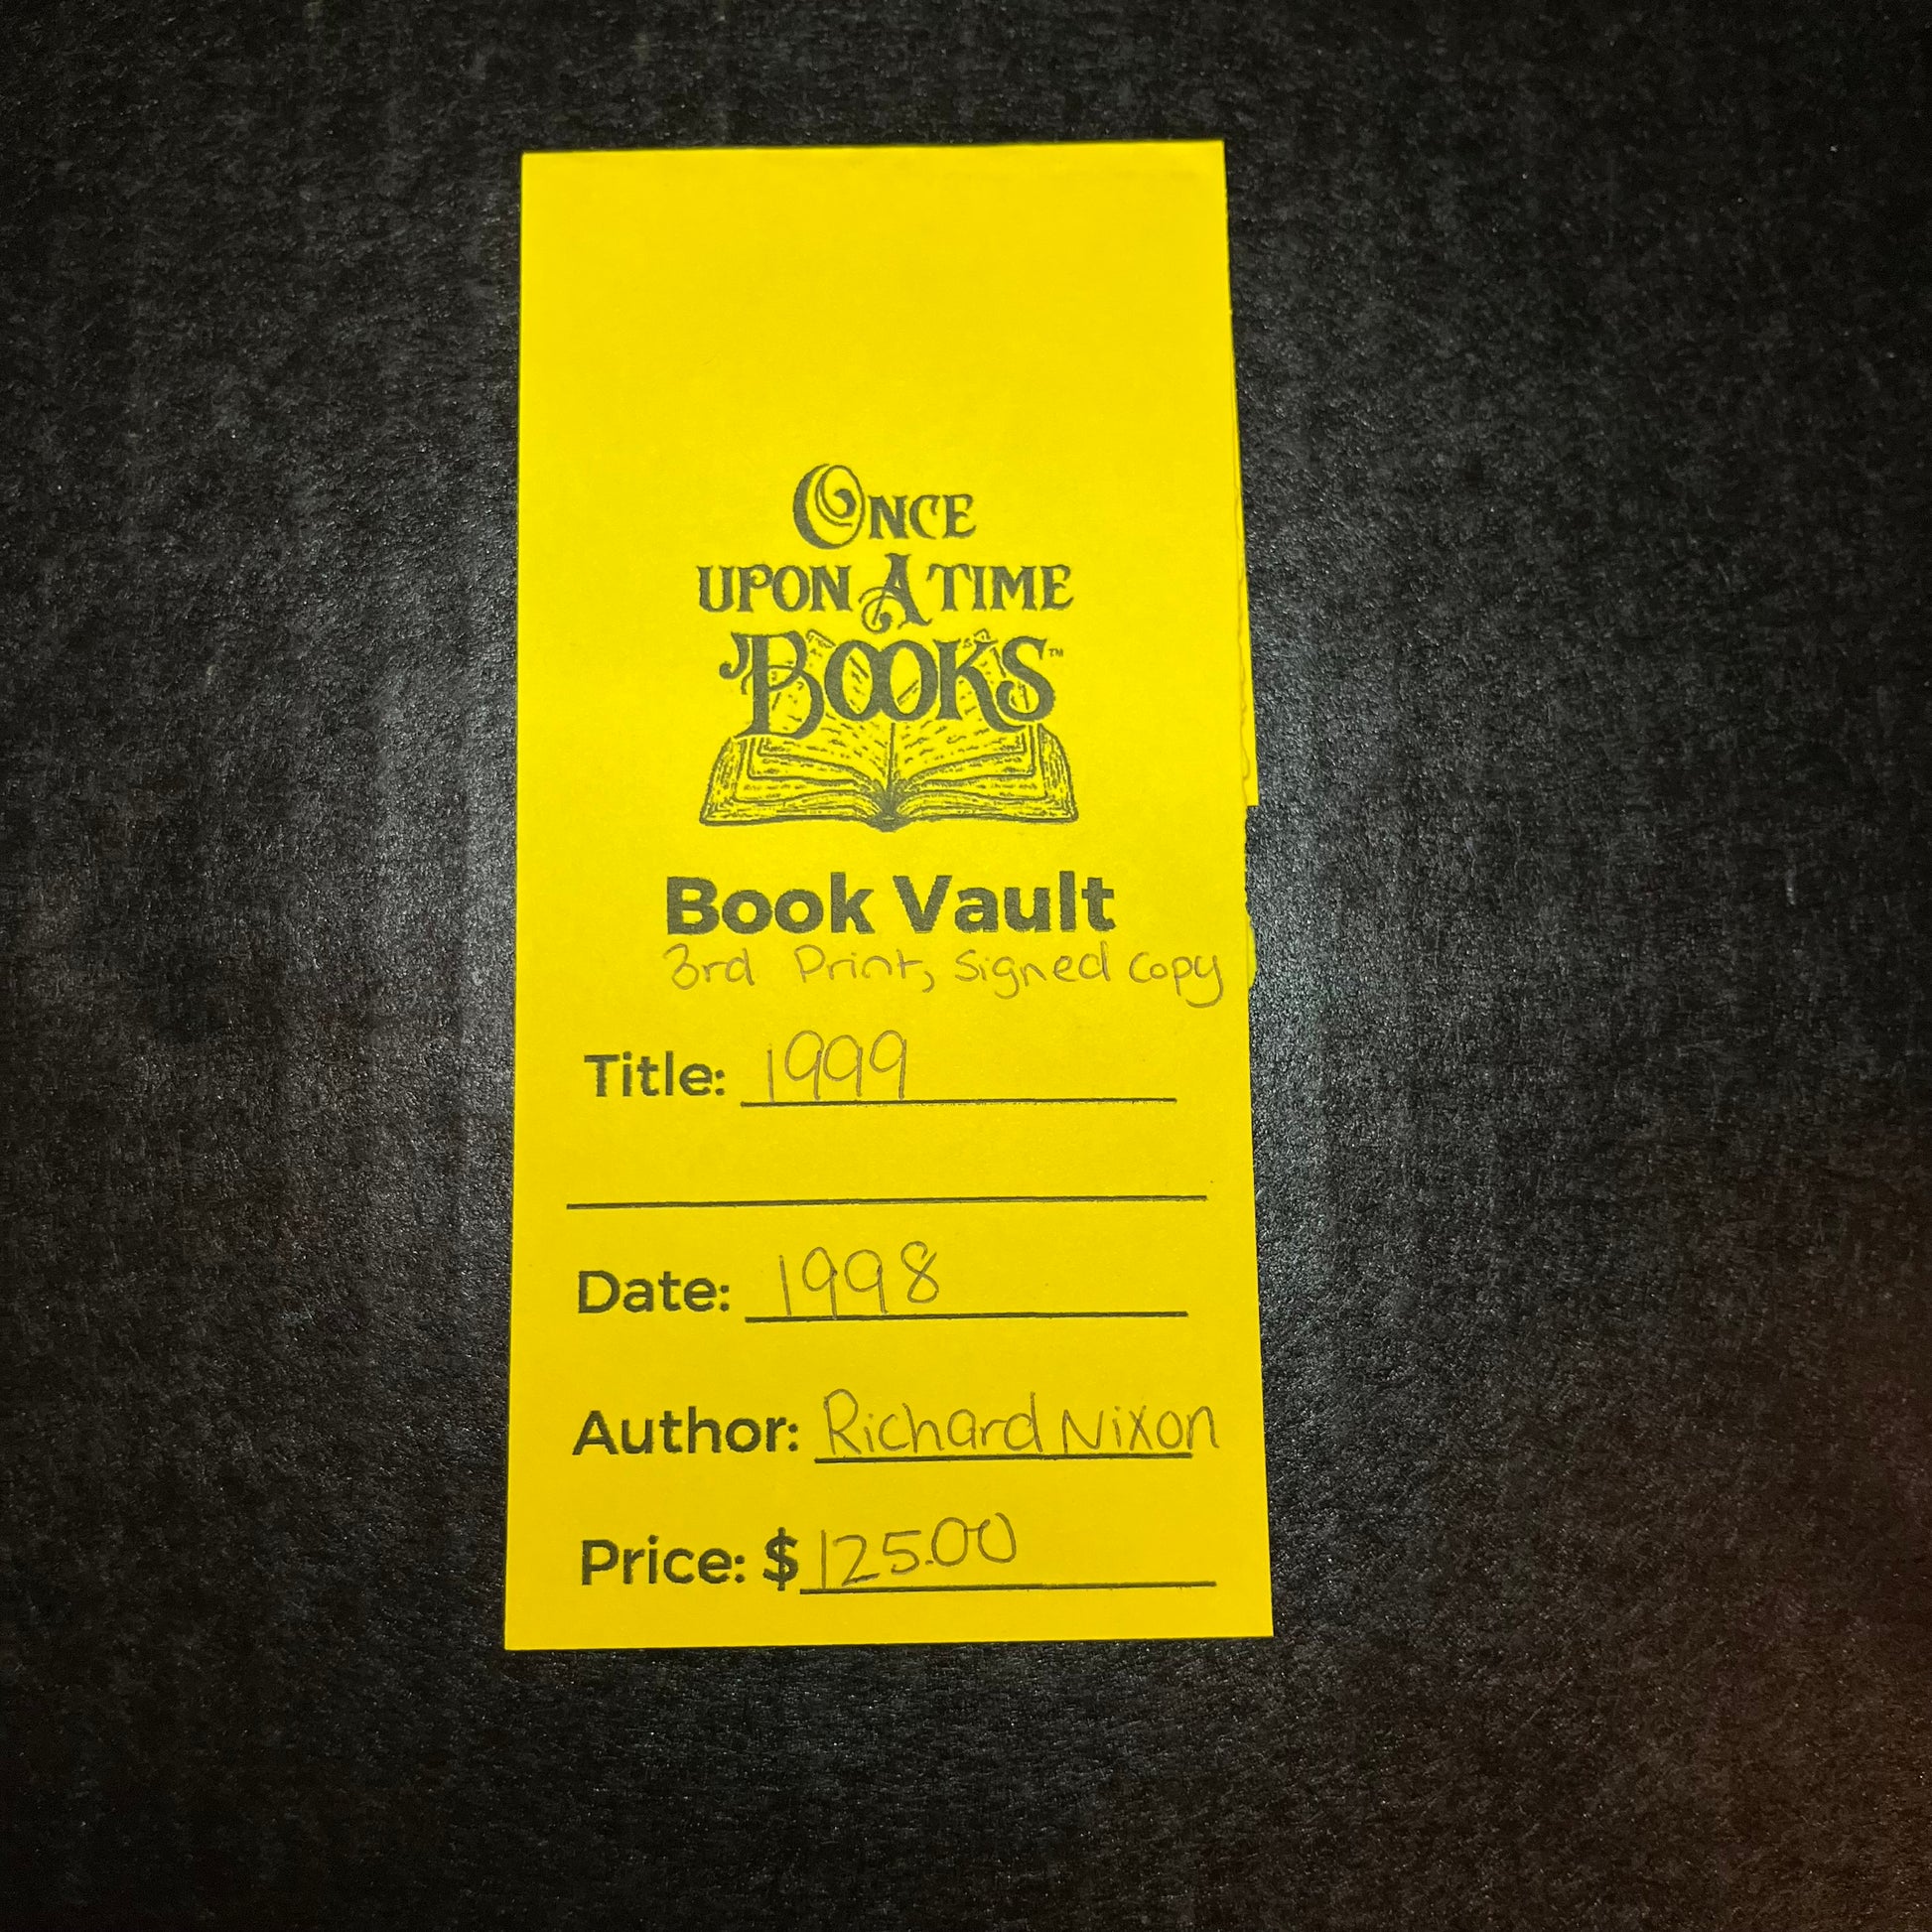 ONCE
UPON A TIME
BOOKS™
Book Vault
3rd Print, Signed Copy
Title: 1999
Date: 1998
Author: Richard Nixon
Price: $125.00